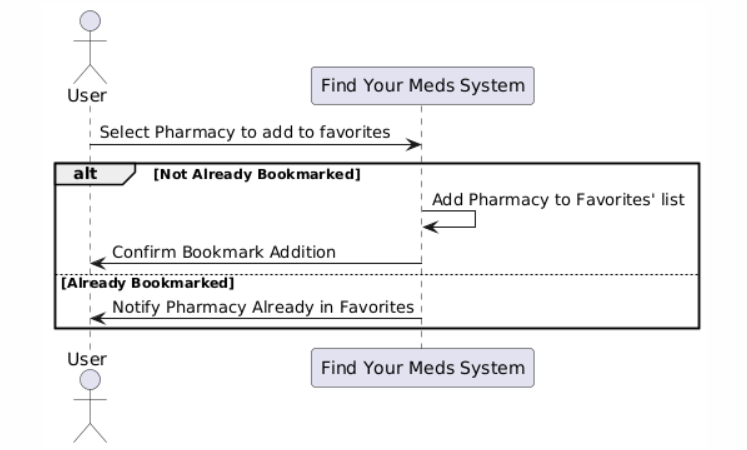 User
Find Your Meds System
Select Pharmacy to add to favorites
alt
[Not Already Bookmarked]
Add Pharmacy to Favorites' list
Confirm Bookmark Addition
[Already Bookmarked]
Notify Pharmacy Already in Favorites
User
Find Your Meds System